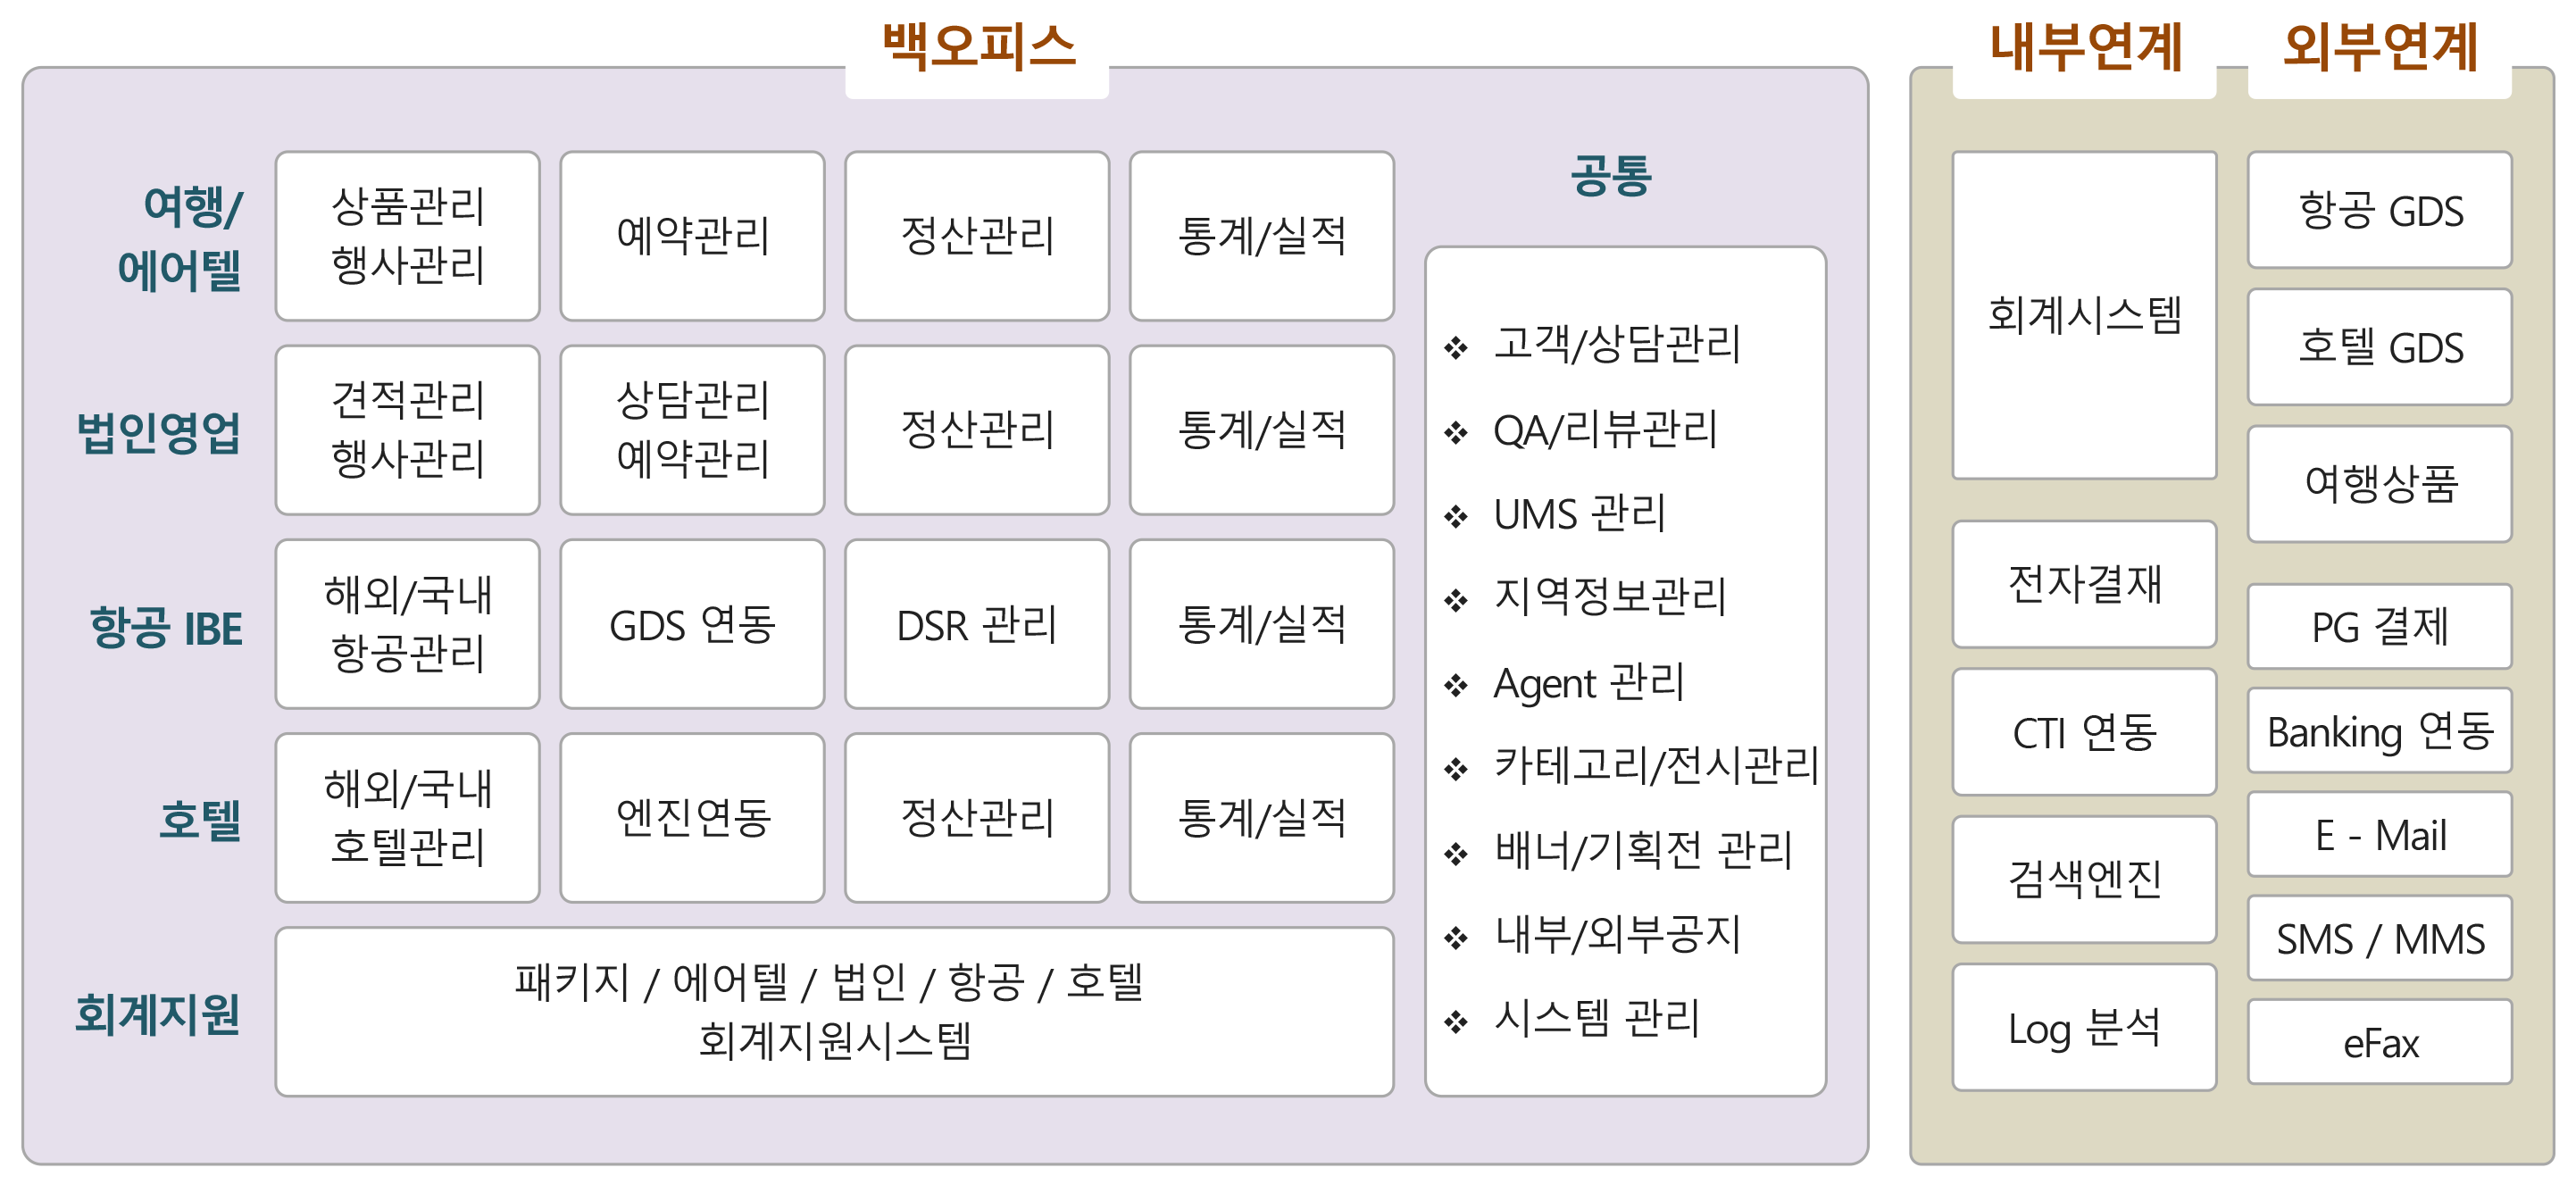 백오피스
여행/
에어텔
상품관리
행사관리
예약관리
정산관리
통계/실적
법인영업
견적관리
행사관리
상담관리
예약관리
정산관리
통계/실적
항공 IBE
해외/국내
항공관리
GDS 연동
DSR 관리
통계/실적
호텔
해외/국내
호텔관리
엔진연동
정산관리
통계/실적
회계지원
패키지 / 에어텔 / 법인 / 항공 / 호텔
회계지원시스템
공통
❖ 고객/상담관리
❖ QA/리뷰관리
❖ UMS 관리
❖ 지역정보관리
❖ Agent 관리
❖ 카테고리/전시관리
❖ 배너/기획전 관리
❖ 내부/외부공지
❖ 시스템 관리
내부연계
회계시스템
전자결재
CTI 연동
검색엔진
Log 분석
외부연계
항공 GDS
호텔 GDS
여행상품
PG 결제
Banking 연동
E - Mail
SMS / MMS
eFax